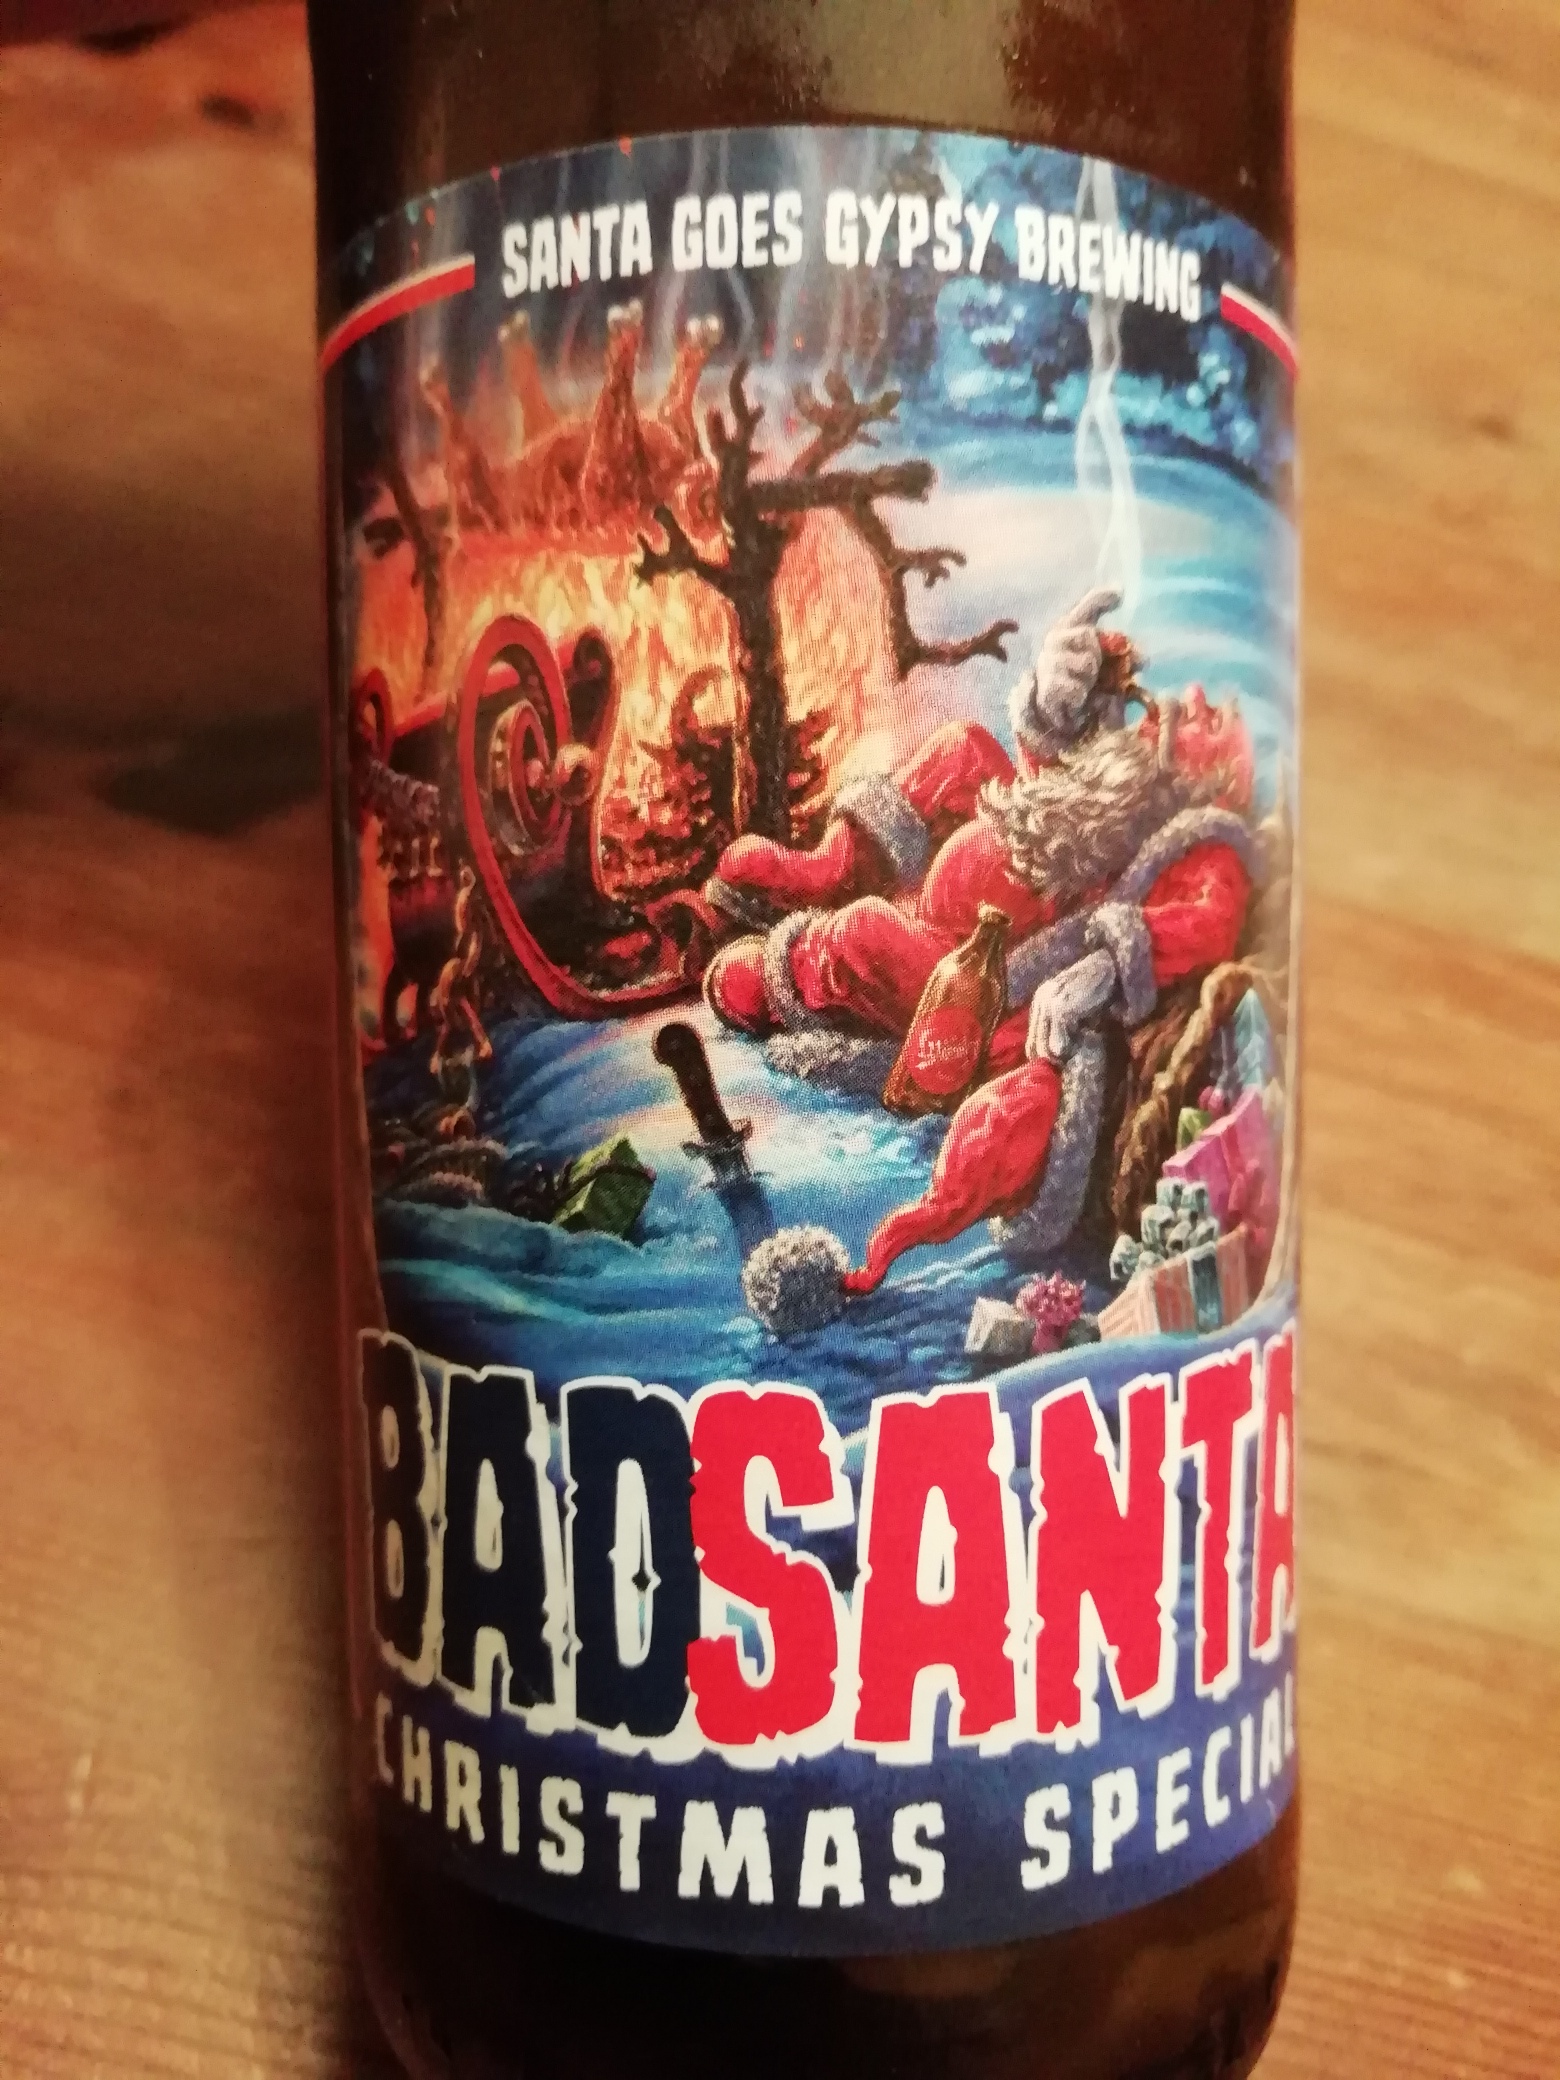 SANTA GOES GYPSY BREWING
BADSANTA
CHRISTMAS SPECIAL